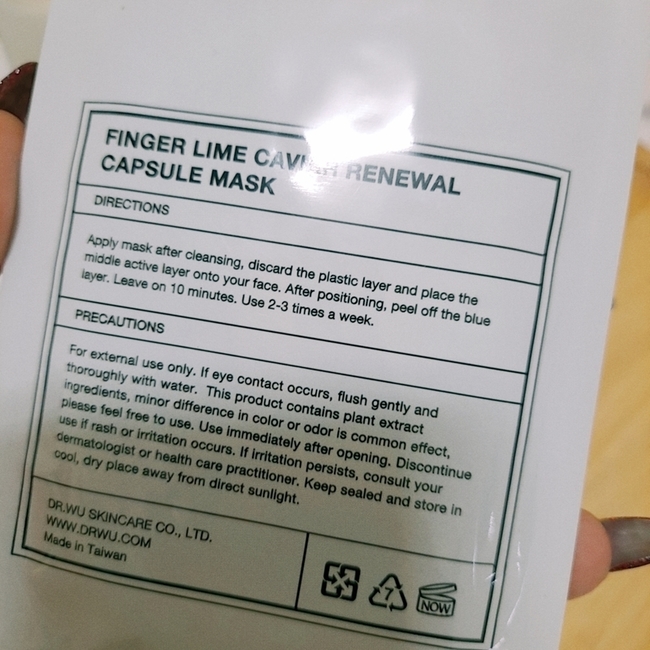 FINGER LIME CAVIAR RENEWAL
CAPSULE MASK
DIRECTIONS
Apply mask after cleansing, discard the plastic layer and place the
middle active layer onto your face. After positioning, peel off the blue
layer. Leave on 10 minutes. Use 2-3 times a week.
PRECAUTIONS
For external use only. If eye contact occurs, flush gently and
thoroughly with water. This product contains plant extract
ingredients, minor difference in color or odor is common effect,
please feel free to use. Use immediately after opening. Discontinue
use if rash or irritation occurs. If irritation persists, consult your
dermatologist or health care practitioner. Keep sealed and store in
cool, dry place away from direct sunlight.
DR.WU SKINCARE CO., LTD.
WWW.DRWU.COM
Made in Taiwan
7
NOW